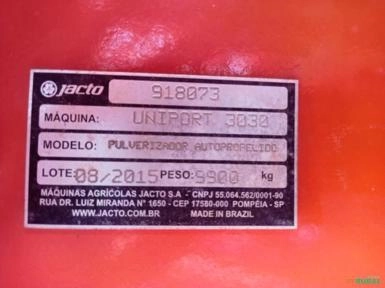 jacto 918073
MÁQUINA: UNIPORT 3030
MODELO: PULVERIZADOR AUTOPROPELIDO
LOTE: 08/2015 PESO: 9900 kg
MÁQUINAS AGRÍCOLAS JACTO S.A - CNPJ 55.064.562/0001-90
RUA DR. LUIZ MIRANDA Nº 1650 - CEP 17580-000 POMPÉIA - SP
WWW.JACTO.COM.BR MADE IN BRAZIL